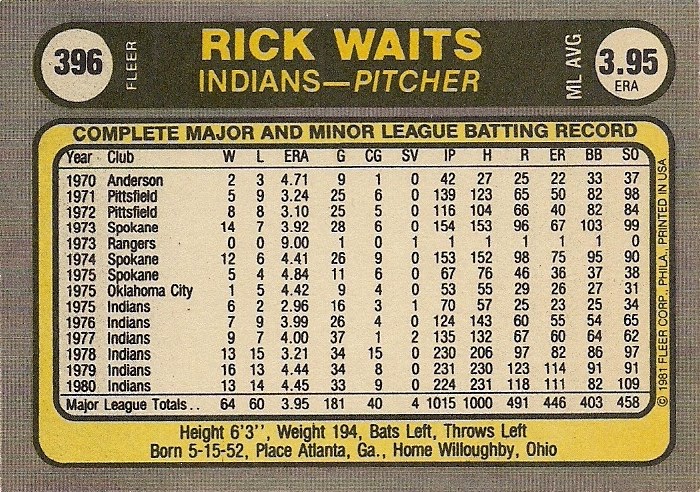 396
FLEER
RICK WAITS
INDIANS—PITCHER
ML AVG
3.95
ERA
COMPLETE MAJOR AND MINOR LEAGUE BATTING RECORD
Year Club W L ERA G CG SV IP H R ER BB SO
1970 Anderson 2 3 4.71 9 1 0 42 27 25 22 33 37
1971 Pittsfield 5 9 3.24 25 6 0 139 123 65 50 82 98
1972 Pittsfield 8 8 3.10 25 5 0 116 104 66 40 82 84
1973 Spokane 14 7 3.92 28 6 0 154 153 96 67 103 99
1973 Rangers 0 0 9.00 1 0 1 1 1 1 1 1 0
1974 Spokane 12 6 4.41 26 9 0 153 152 98 75 95 90
1975 Spokane 5 4 4.84 11 6 0 67 76 46 36 37 38
1975 Oklahoma City 1 5 4.42 9 4 0 53 55 29 26 27 31
1975 Indians 6 2 2.96 16 3 1 70 57 25 23 25 34
1976 Indians 7 9 3.99 26 4 0 124 143 60 55 54 65
1977 Indians 9 7 4.00 37 1 2 135 132 67 60 64 62
1978 Indians 13 15 3.21 34 15 0 230 206 97 82 86 97
1979 Indians 16 13 4.44 34 8 0 231 230 123 114 91 91
1980 Indians 13 14 4.45 33 9 0 224 231 118 111 82 109
Major League Totals . . 64 60 3.95 181 40 4 1015 1000 491 446 403 458
© 1981 FLEER CORP., PHILA., PRINTED IN USA
Height 6'3'', Weight 194, Bats Left, Throws Left
Born 5-15-52, Place Atlanta, Ga., Home Willoughby, Ohio